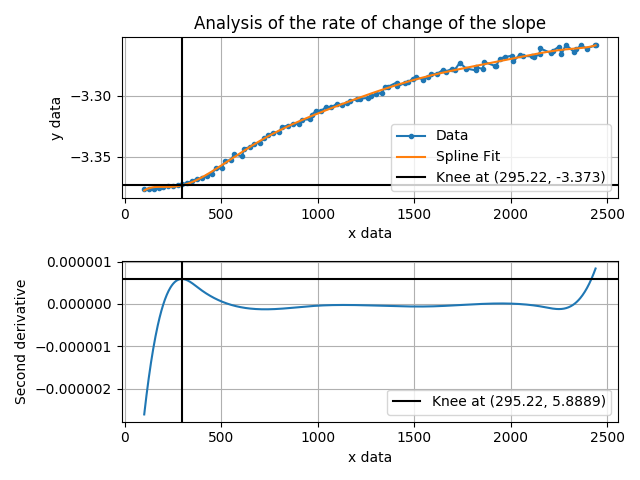 Analysis of the rate of change of the slope
y data
−3.30
−3.35
Data
Spline Fit
Knee at (295.22, -3.373)
0 500 1000 1500 2000 2500
x data
Second derivative
0.000001
0.000000
−0.000001
−0.000002
Knee at (295.22, 5.8889)
0 500 1000 1500 2000 2500
x data